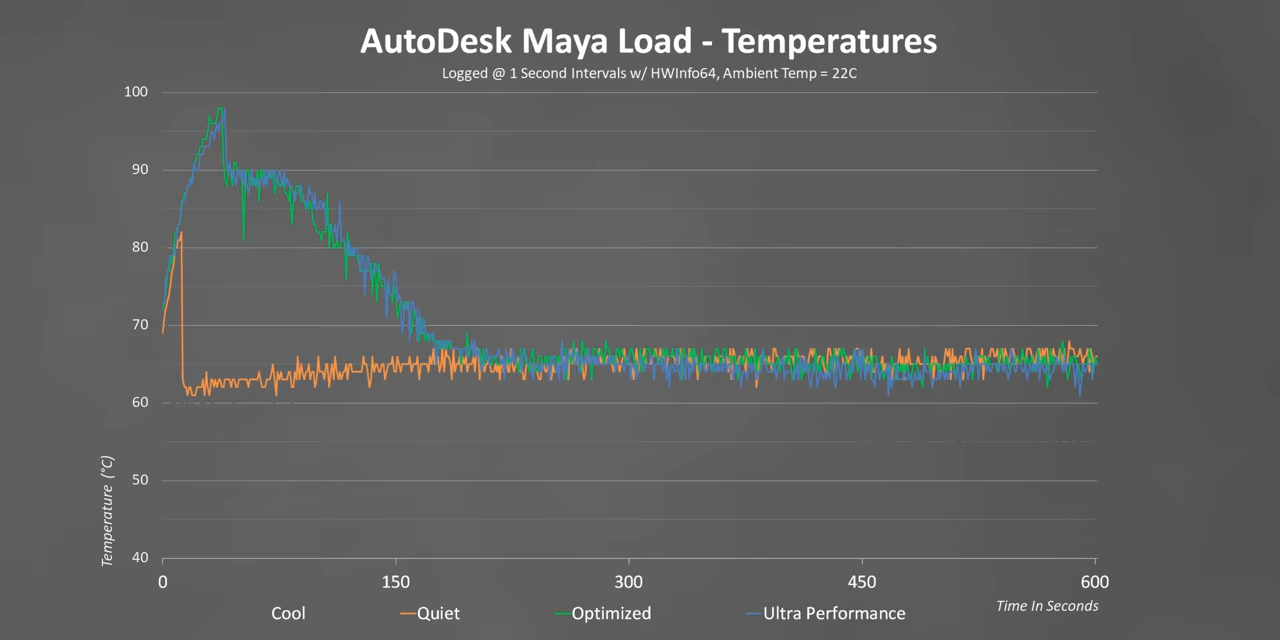 AutoDesk Maya Load - Temperatures
Logged @ 1 Second Intervals w/ HWInfo64, Ambient Temp = 22C
100
90
80
70
60
50
40
Temperature (°C)
0 150 300 450 600
Time In Seconds
Cool Quiet Optimized Ultra Performance